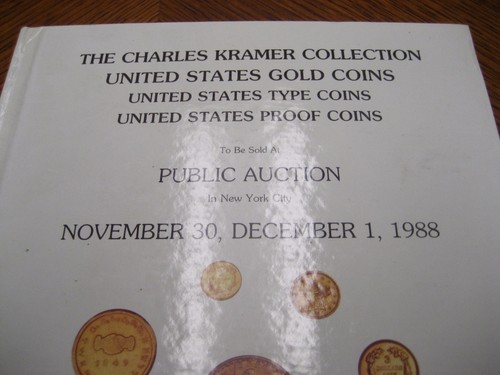 THE CHARLES KRAMER COLLECTION
UNITED STATES GOLD COINS
UNITED STATES TYPE COINS
UNITED STATES PROOF COINS
To Be Sold At
PUBLIC AUCTION
In New York City
NOVEMBER 30, DECEMBER 1, 1988